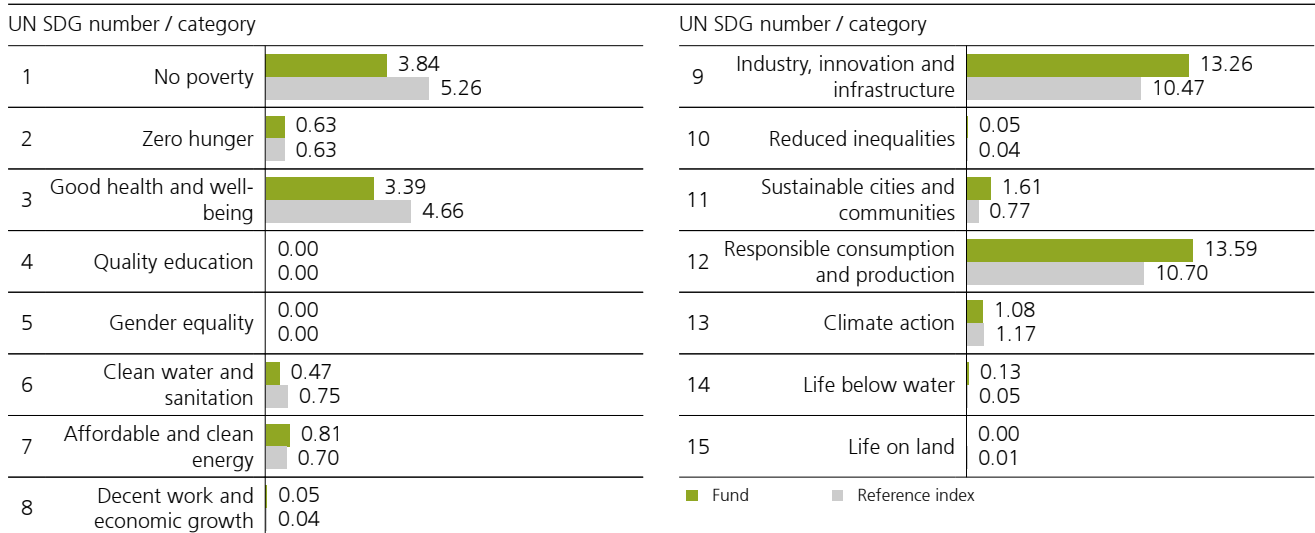 UN SDG number / category
1 No poverty 3.84
5.26
2 Zero hunger 0.63
0.63
3 Good health and well-
being 3.39
4.66
4 Quality education 0.00
0.00
5 Gender equality 0.00
0.00
6 Clean water and
sanitation 0.47
0.75
7 Affordable and clean
energy 0.81
0.70
8 Decent work and
economic growth 0.05
0.04
UN SDG number / category
9 Industry, innovation and
infrastructure 13.26
10.47
10 Reduced inequalities 0.05
0.04
11 Sustainable cities and
communities 1.61
0.77
12 Responsible consumption
and production 13.59
10.70
13 Climate action 1.08
1.17
14 Life below water 0.13
0.05
15 Life on land 0.00
0.01
Fund Reference index